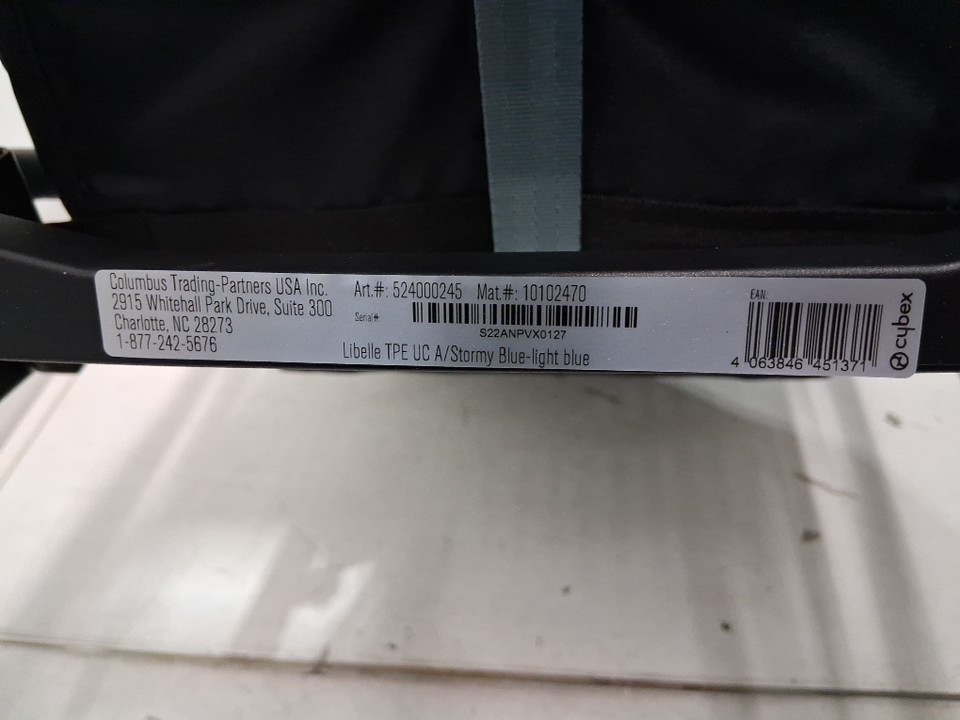 Columbus Trading-Partners USA Inc.
2915 Whitehall Park Drive, Suite 300
Charlotte, NC 28273
1-877-242-5676
Art.#: 524000245 Mat.#: 10102470
Serial#
S22ANPVX0127
Libelle TPE UC A/Stormy Blue-light blue
EAN:
4 063846 451371
cybex